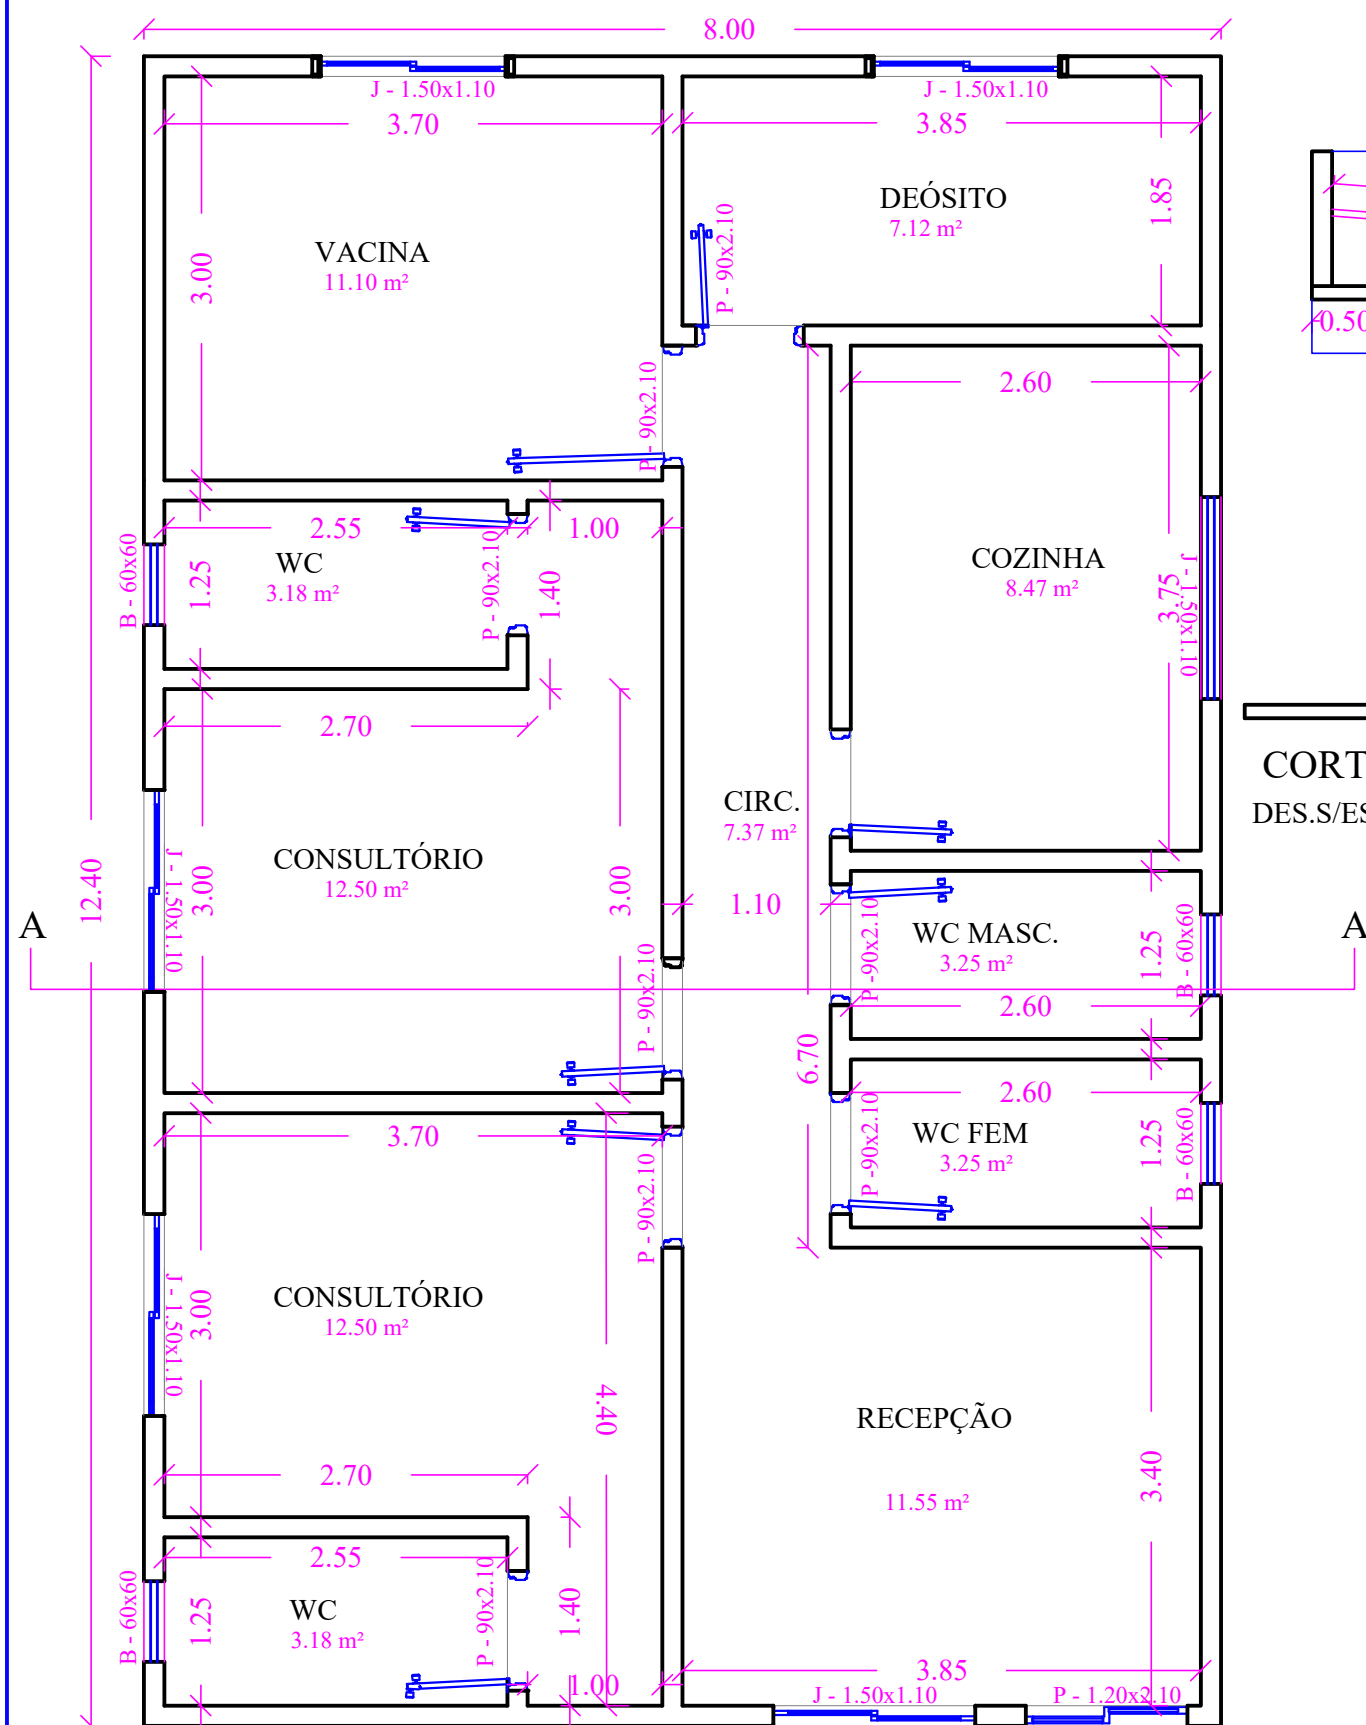 8.00
J - 1.50x1.10
J - 1.50x1.10
3.70
3.85
DEÓSITO
7.12 m²
1.85
P - 90x2.10
VACINA
11.10 m²
3.00
0.50
P - 90x2.10
2.60
2.55
1.00
WC
3.18 m²
B - 60x60
1.25
P - 90x2.10
1.40
COZINHA
8.47 m²
3.75
J - 1.50x1.10
2.70
CORT
DES.S/ES
CIRC.
7.37 m²
CONSULTÓRIO
12.50 m²
12.40
J - 1.50x1.10
3.00
3.00
1.10
A
A
WC MASC.
3.25 m²
P -90x2.10
1.25
B - 60x60
2.60
P - 90x2.10
6.70
2.60
WC FEM
3.25 m²
P -90x2.10
1.25
B - 60x60
3.70
P - 90x2.10
CONSULTÓRIO
12.50 m²
J - 1.50x1.10
3.00
4.40
RECEPÇÃO
11.55 m²
3.40
2.70
2.55
WC
3.18 m²
B - 60x60
1.25
P - 90x2.10
1.40
1.00
3.85
J - 1.50x1.10
P - 1.20x2.10